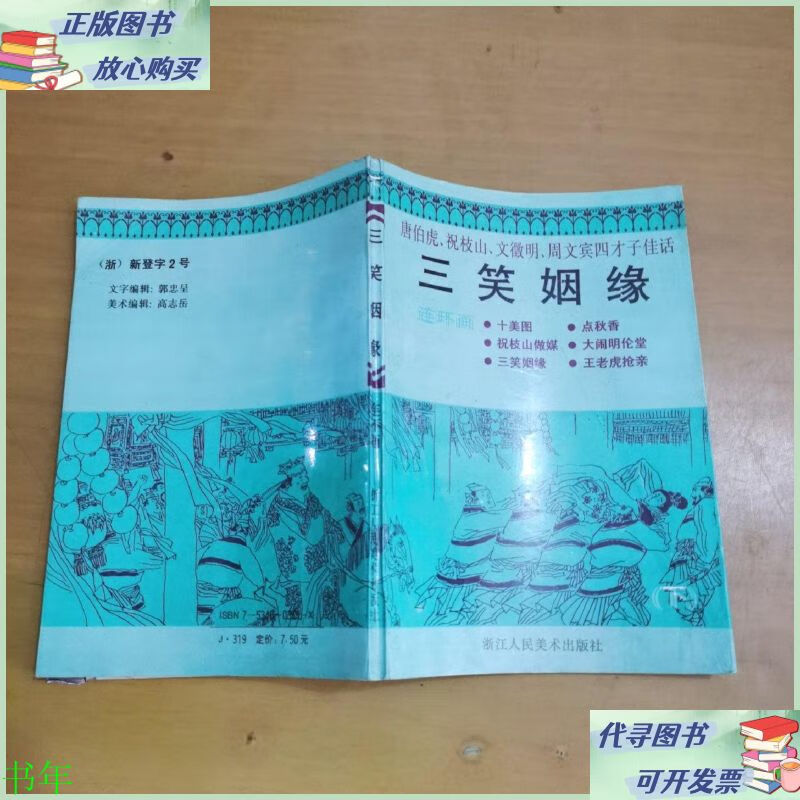 正版图书
放心购买
（浙）新登字2号
文字编辑：郭忠呈
美术编辑：高志岳
J·319 定价：7.50元
三笑姻缘
唐伯虎、祝枝山、文徵明、周文宾四才子佳话
三笑姻缘
连环画
●十美图 ●点秋香
●祝枝山做媒 ●大闹明伦堂
●三笑姻缘 ●王老虎抢亲
（下）
浙江人民美术出版社
书年
代寻图书
可开发票